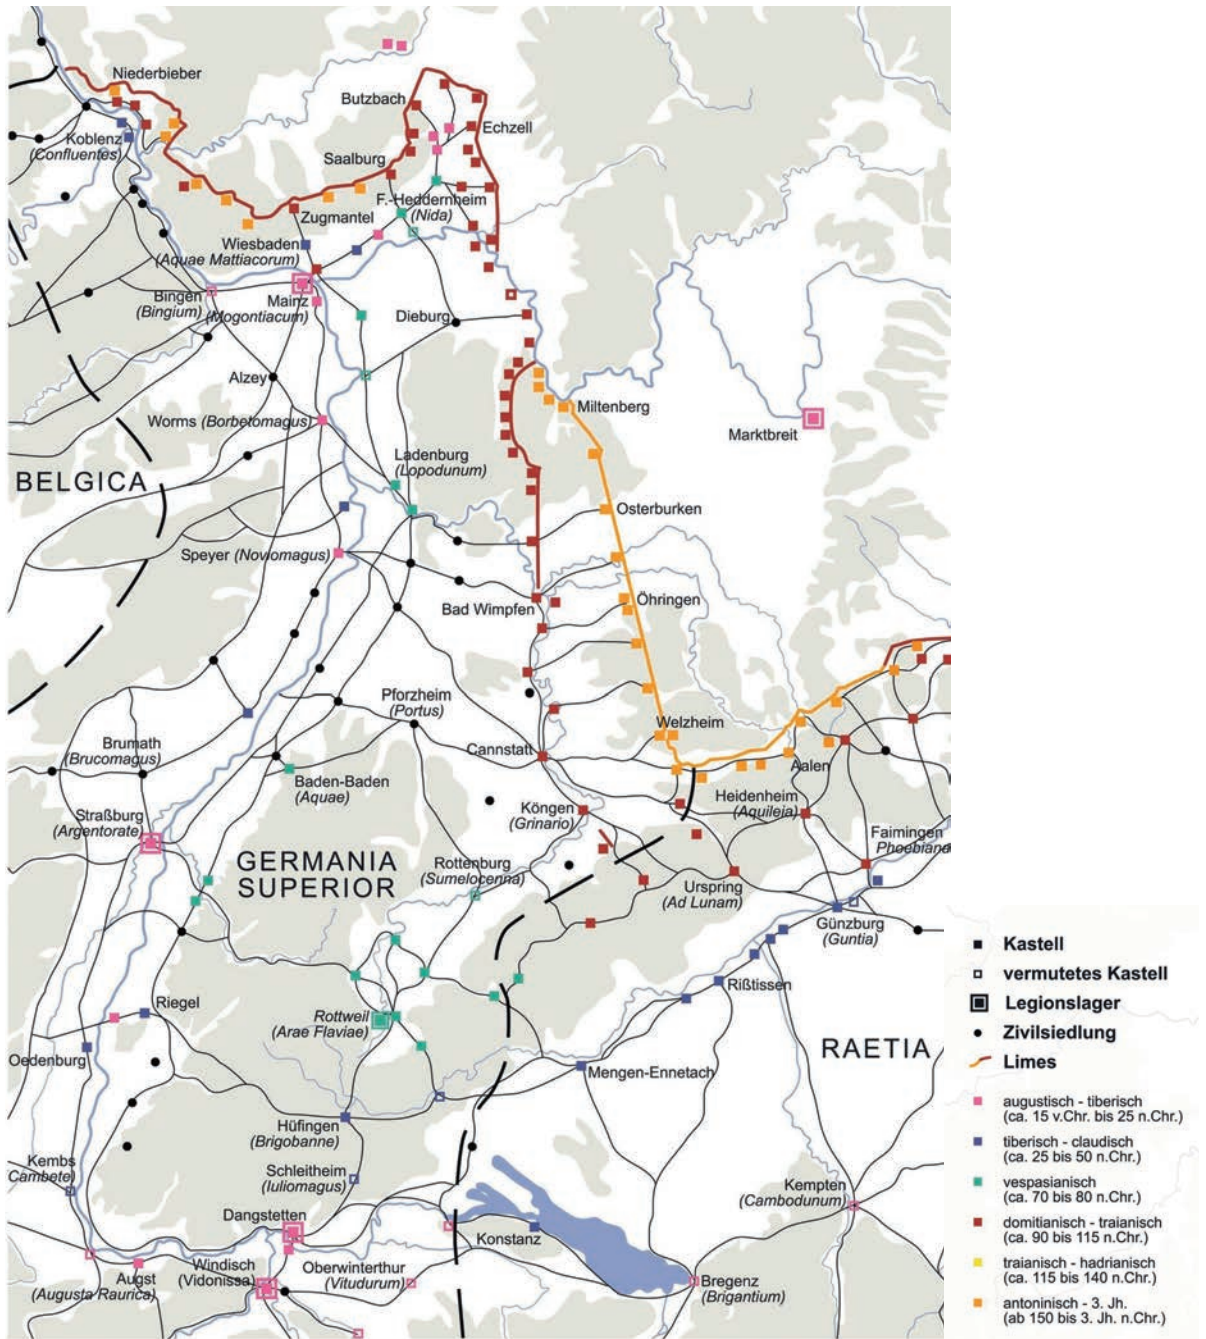 Niederbieber
Butzbach
Echzell
Koblenz
(Confluentes)
Saalburg
F.-Heddernheim
(Nida)
Zugmantel
Wiesbaden
(Aquae Mattiacorum)
Bingen
(Bingium)
Mainz
(Mogontiacum)
Dieburg
Alzey
Miltenberg
Worms (Borbetomagus)
Marktbreit
Ladenburg
(Lopodunum)
BELGICA
Osterburken
Speyer (Noviomagus)
Bad Wimpfen
Öhringen
Pforzheim
(Portus)
Welzheim
Brumath
(Brucomagus)
Cannstatt
Aalen
Baden-Baden
(Aquae)
Heidenheim
(Aquileia)
Straßburg
(Argentorate)
Köngen
(Grinario)
Faimingen
Phoebiana
GERMANIA
SUPERIOR
Rottenburg
(Sumelocenna)
Urspring
(Ad Lunam)
Günzburg
(Guntia)
Rißtissen
Riegel
Rottweil
(Arae Flaviae)
Oedenburg
RAETIA
Mengen-Ennetach
Hüfingen
(Brigobanne)
Kembs
Cambete)
Schleitheim
(Iuliomagus)
Kempten
(Cambodunum)
Dangstetten
Konstanz
Augst
(Augusta Raurica)
Windisch
(Vidonissa)
Oberwinterthur
(Vitudurum)
Bregenz
(Brigantium)
Kastell
vermutetes Kastell
Legionslager
Zivilsiedlung
Limes
augustisch - tiberisch
(ca. 15 v.Chr. bis 25 n.Chr.)
tiberisch - claudisch
(ca. 25 bis 50 n.Chr.)
vespasianisch
(ca. 70 bis 80 n.Chr.)
domitianisch - traianisch
(ca. 90 bis 115 n.Chr.)
traianisch - hadrianisch
(ca. 115 bis 140 n.Chr.)
antoninisch - 3. Jh.
(ab 150 bis 3. Jh. n.Chr.)